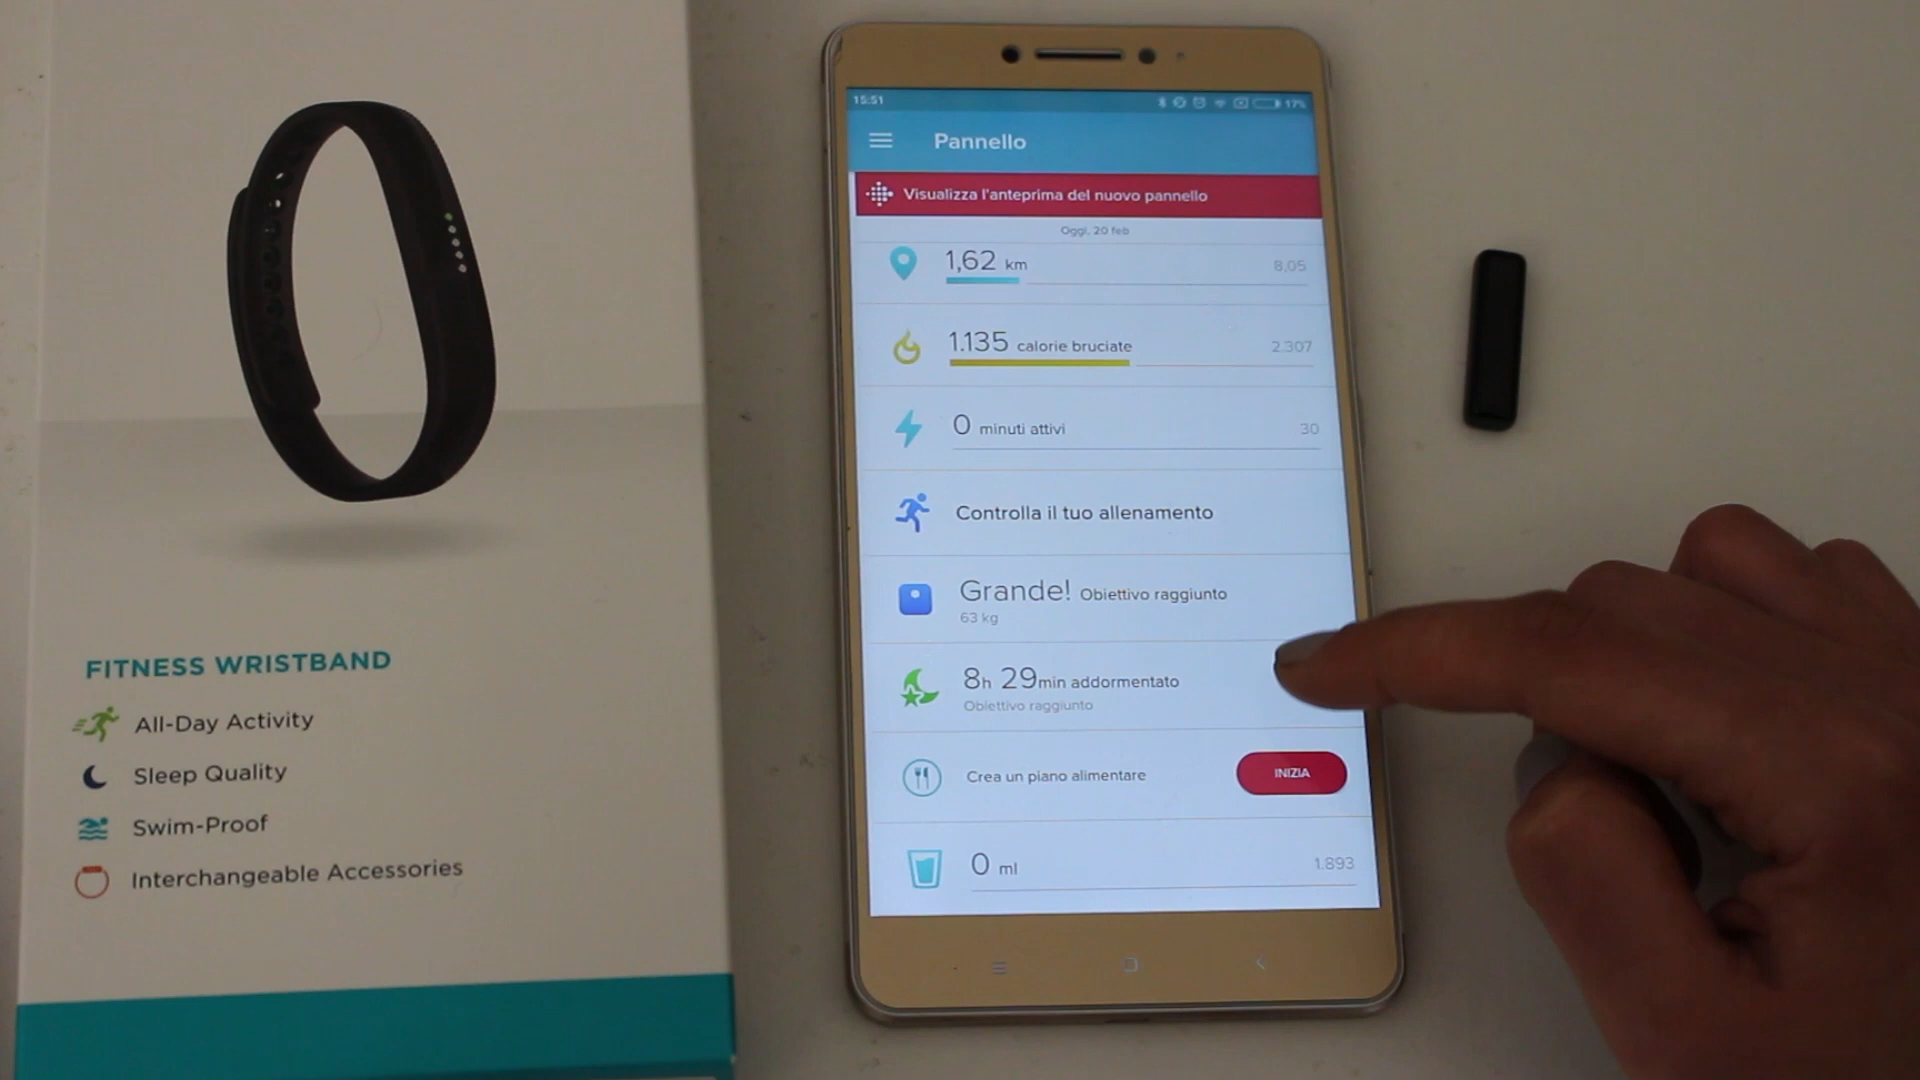 FITNESS WRISTBAND
All-Day Activity
Sleep Quality
Swim-Proof
Interchangeable Accessories
15:51
17%
Pannello
Visualizza l'anteprima del nuovo pannello
Oggi, 20 feb
1,62 km
8,05
1.135 calorie bruciate
2.307
0 minuti attivi
30
Controlla il tuo allenamento
Grande! Obiettivo raggiunto
63 kg
8h 29min addormentato
Obiettivo raggiunto
Crea un piano alimentare
INIZIA
0 ml
1.893